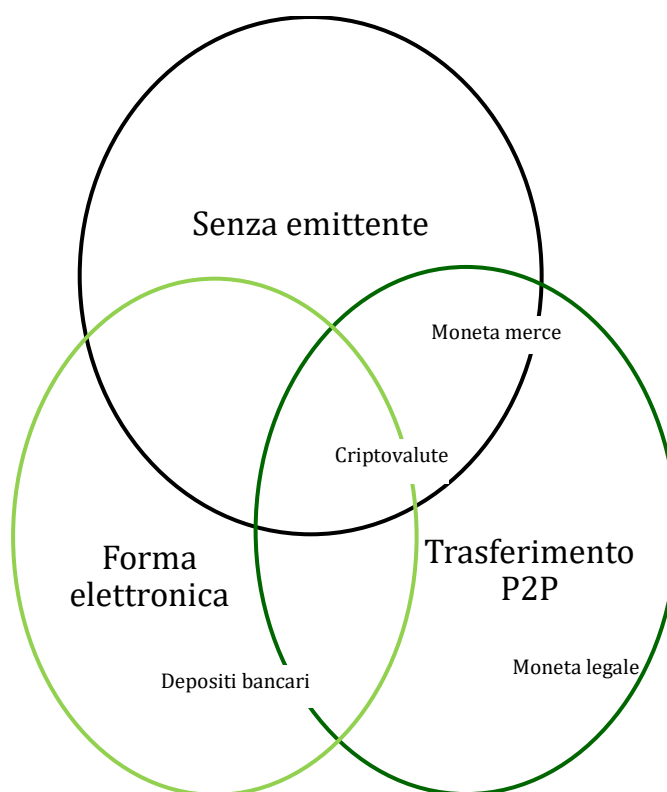 Senza emittente
Moneta merce
Criptovalute
Forma
elettronica
Trasferimento
P2P
Depositi bancari
Moneta legale